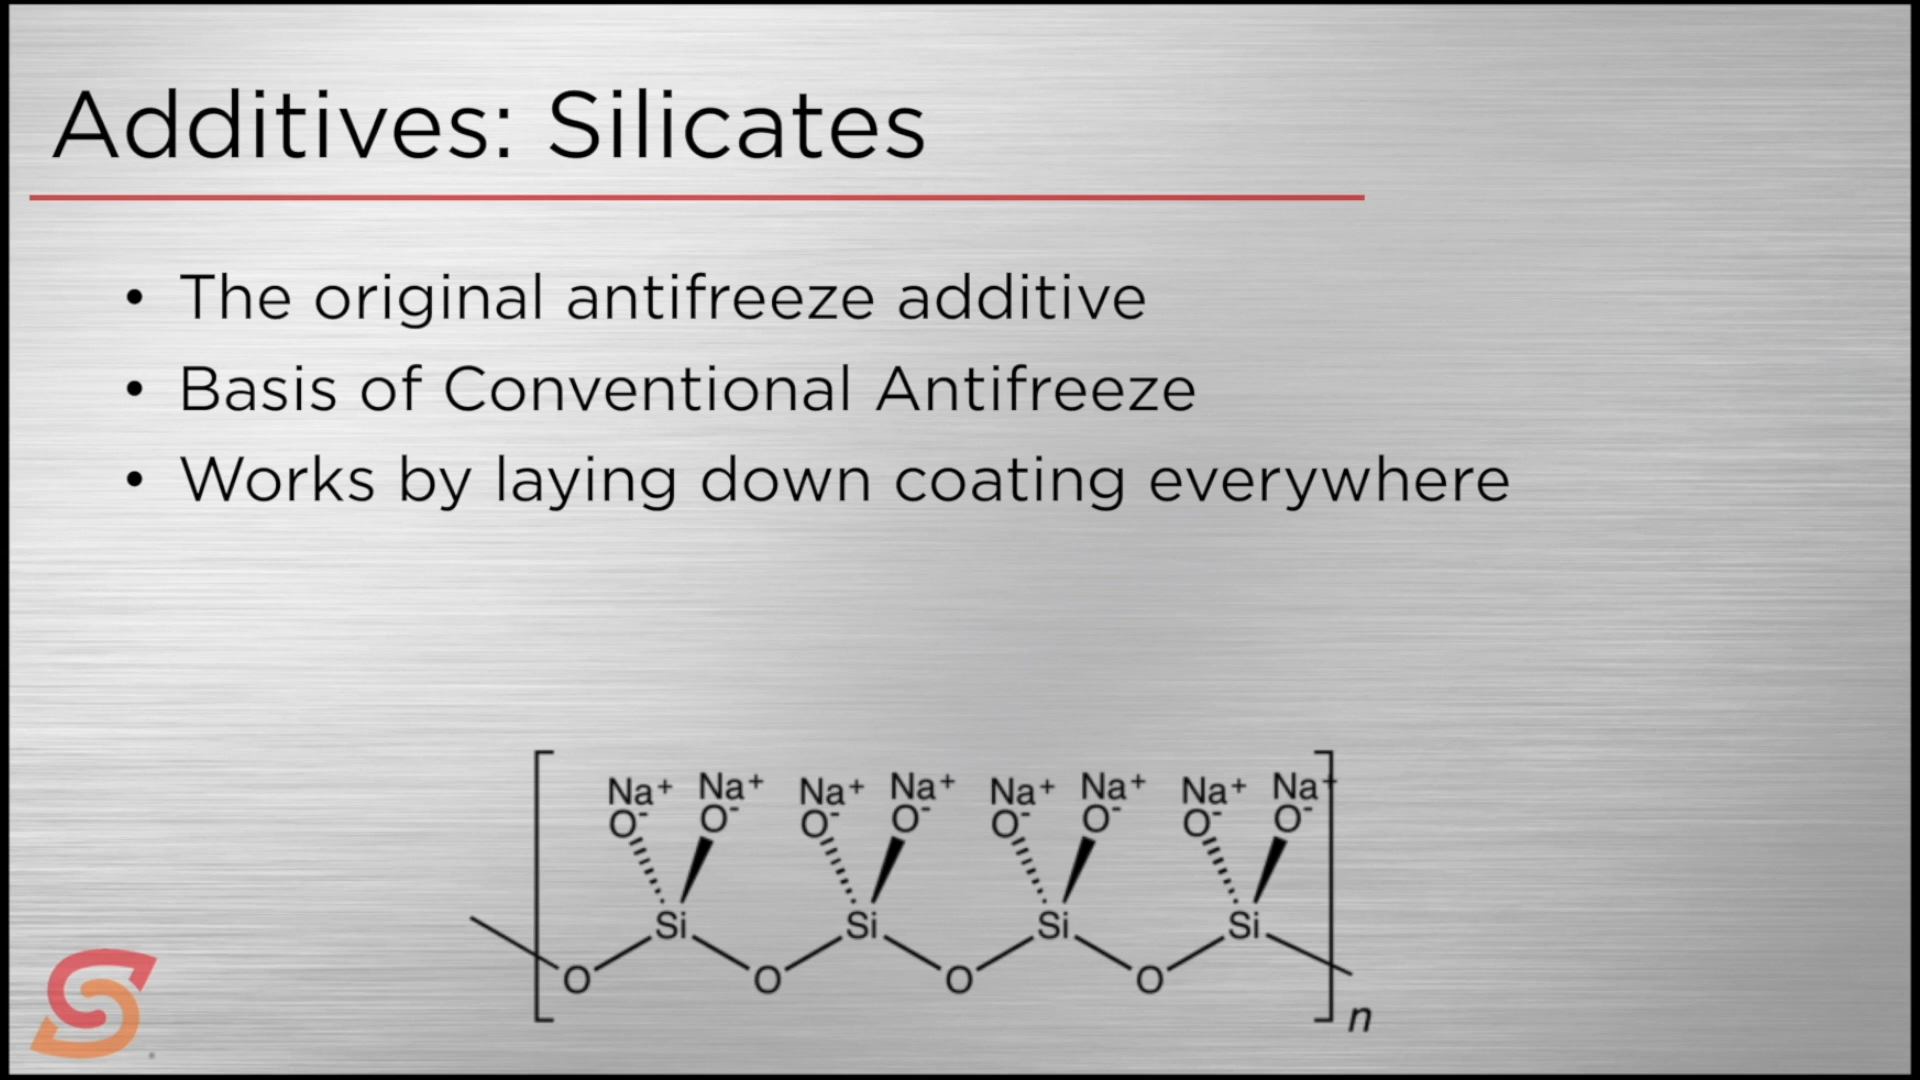 Additives: Silicates
• The original antifreeze additive
• Basis of Conventional Antifreeze
• Works by laying down coating everywhere
Na+ Na+ Na+ Na+ Na+ Na+ Na+ Na+
O- O- O- O- O- O- O- O-
Si Si Si Si
O O O O
n